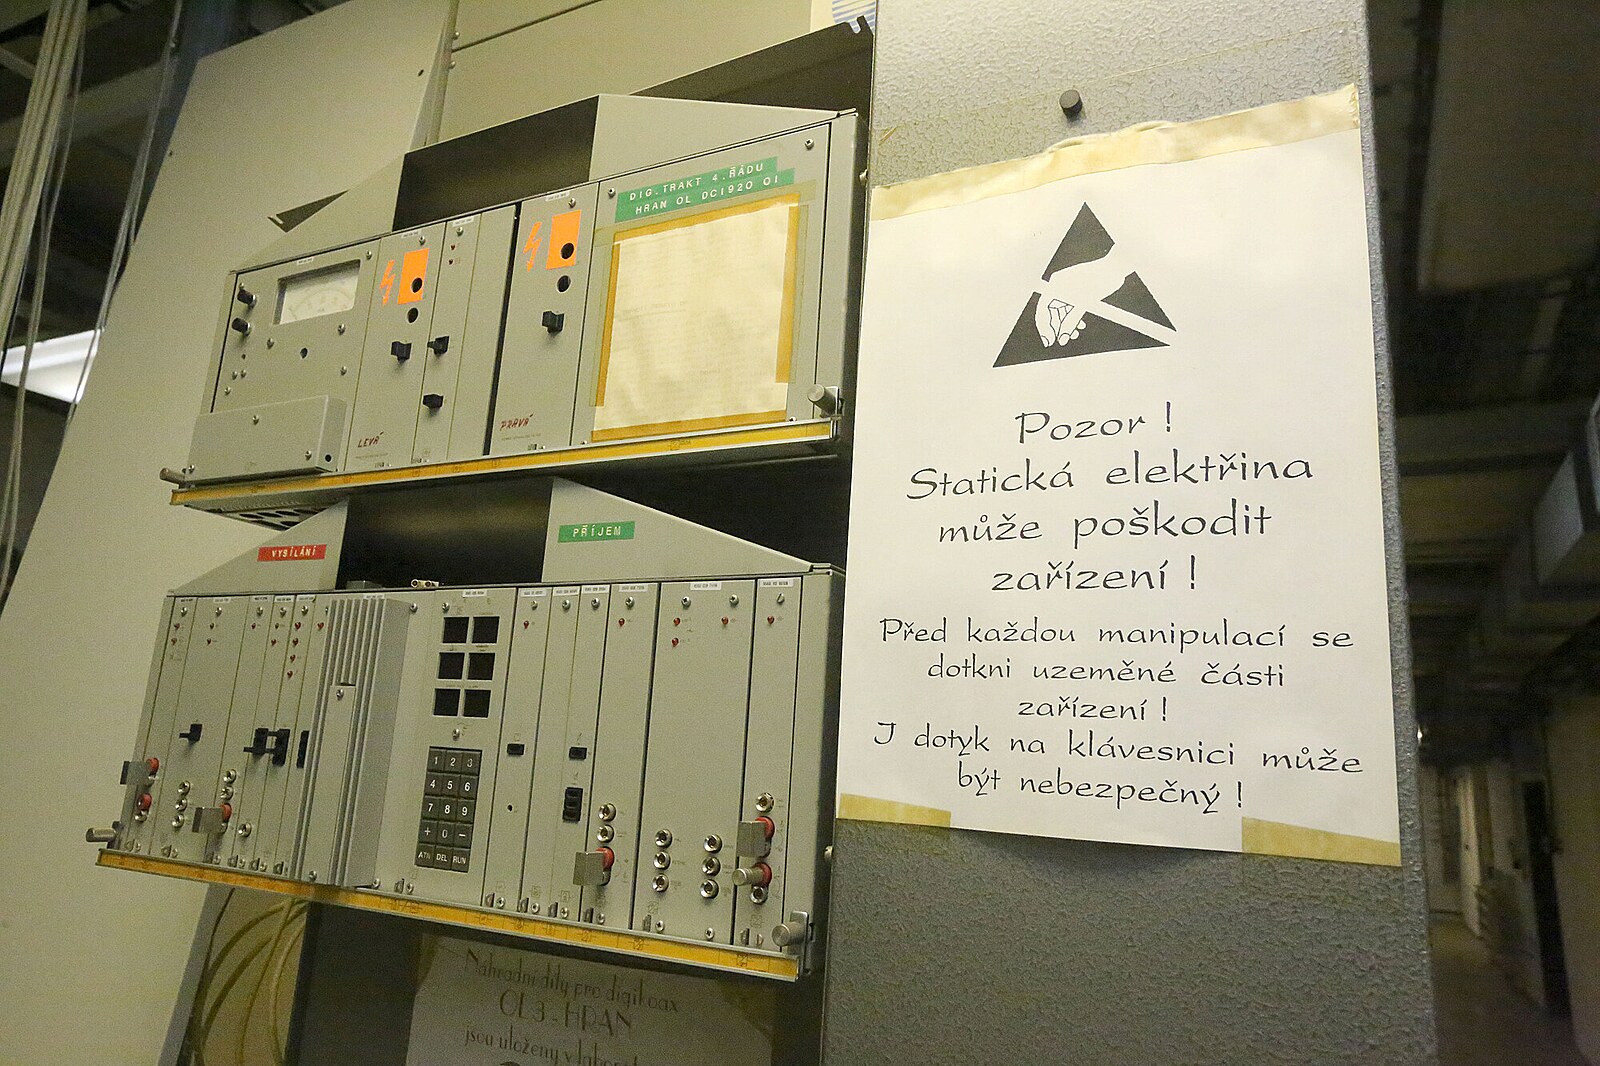 DIG.TRAKT 4.ŘÁDU
HRAN OL DC1920 01
LEVÁ
PRAVÁ
VYSÍLÁNÍ
PŘÍJEM
1 2 3
4 5 6
7 8 9
+ 0 -
ATN DEL RUN
Náhradní díly pro digikoax
OL3-HRAN
jsou uloženy v
Pozor !
Statická elektřina
může poškodit
zařízení !
Před každou manipulací se
dotkni uzeměné části
zařízení !
I dotyk na klávesnici může
být nebezpečný !